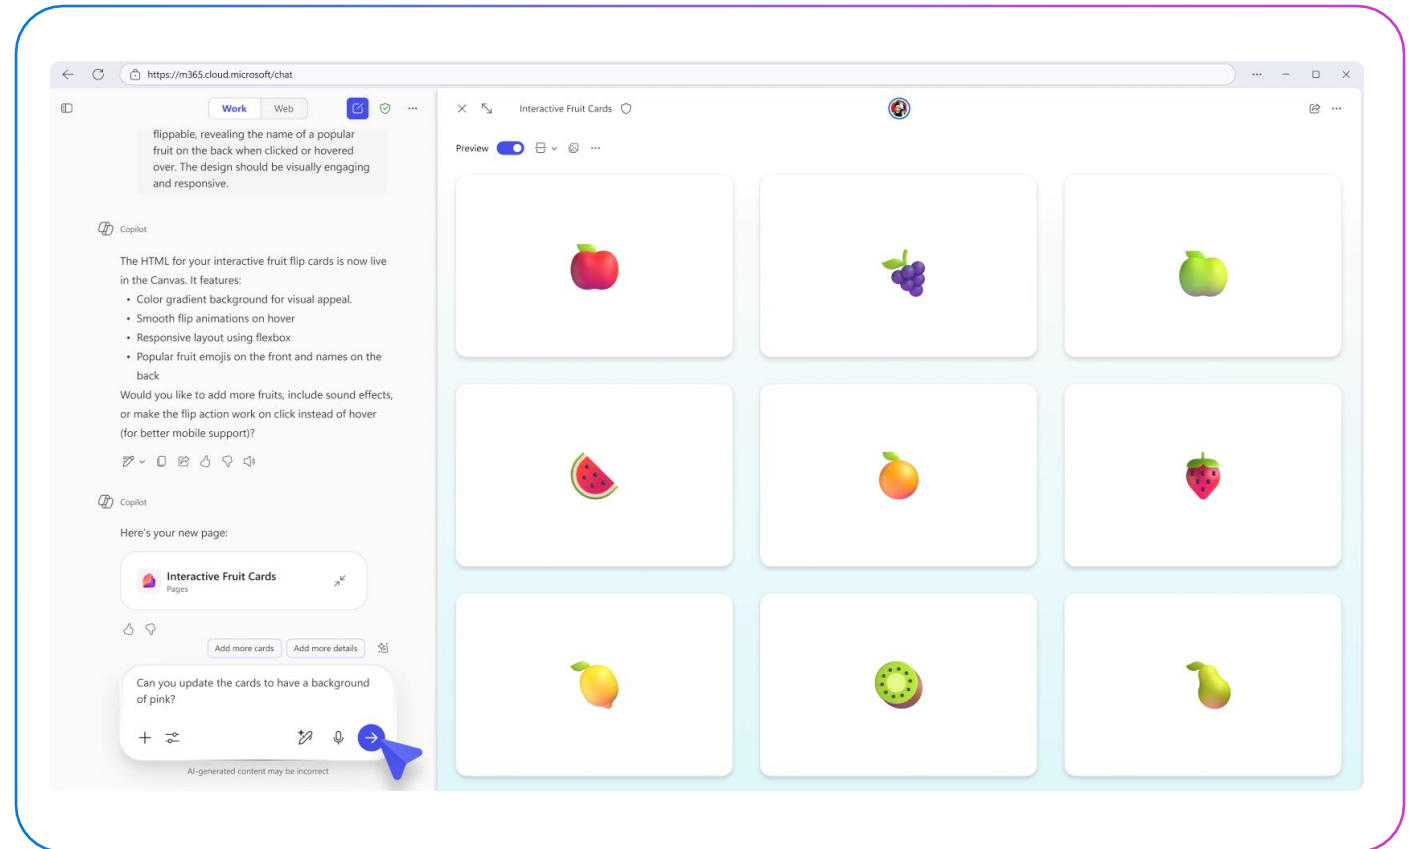 https://m365.cloud.microsoft/chat
Work
Web
Interactive Fruit Cards
Preview
flippable, revealing the name of a popular
fruit on the back when clicked or hovered
over. The design should be visually engaging
and responsive.
Copilot
The HTML for your interactive fruit flip cards is now live
in the Canvas. It features:
• Color gradient background for visual appeal.
• Smooth flip animations on hover
• Responsive layout using flexbox
• Popular fruit emojis on the front and names on the
back
Would you like to add more fruits, include sound effects,
or make the flip action work on click instead of hover
(for better mobile support)?
Copilot
Here's your new page:
Interactive Fruit Cards
Pages
Add more cards
Add more details
Can you update the cards to have a background
of pink?
AI-generated content may be incorrect